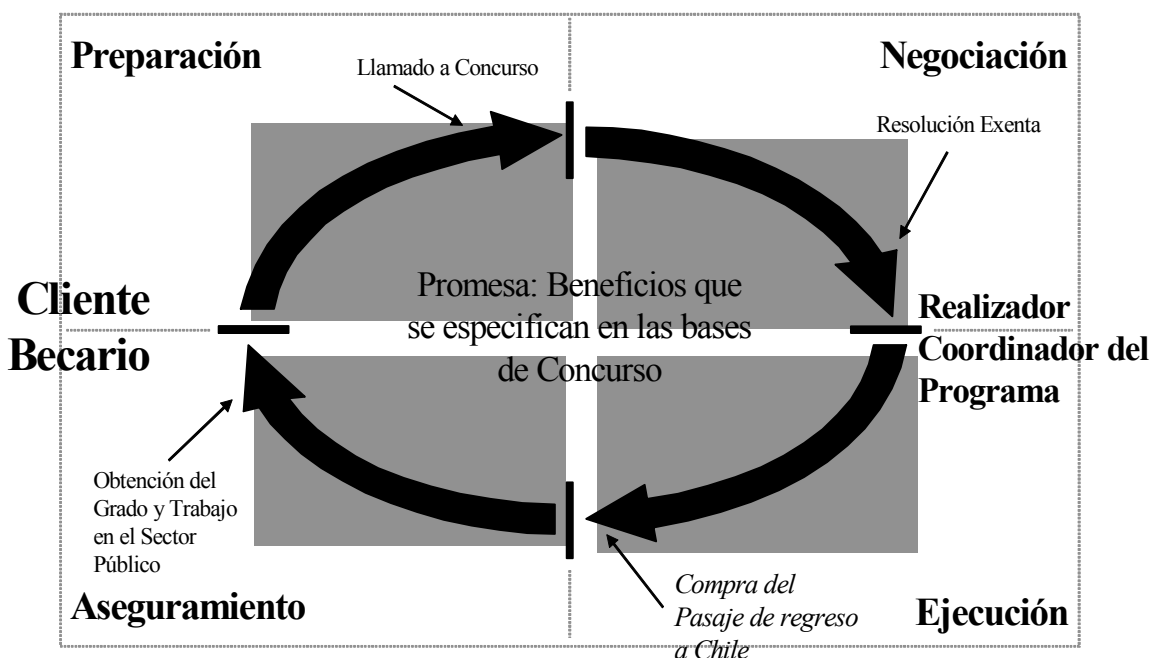 Preparación
Negociación
Llamado a Concurso
Resolución Exenta
Promesa: Beneficios que
se especifican en las bases
de Concurso
Cliente
Becario
Realizador
Coordinador del
Programa
Obtención del
Grado y Trabajo
en el Sector
Público
Compra del
Pasaje de regreso
a Chile
Aseguramiento
Ejecución